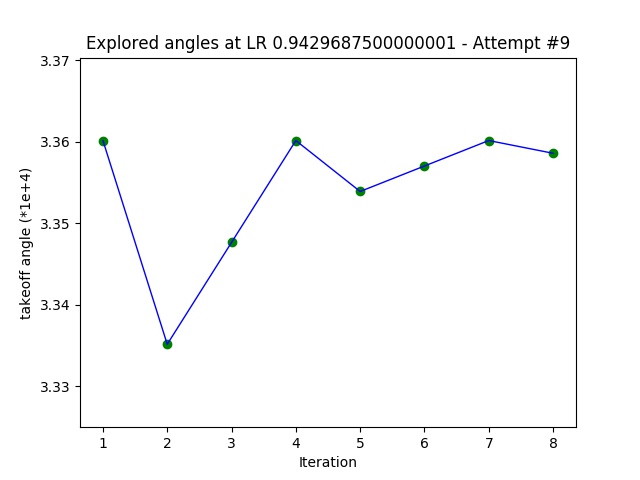 Explored angles at LR 0.9429687500000001 - Attempt #9
takeoff angle (*1e+4)
3.37
3.36
3.35
3.34
3.33
1 2 3 4 5 6 7 8
Iteration